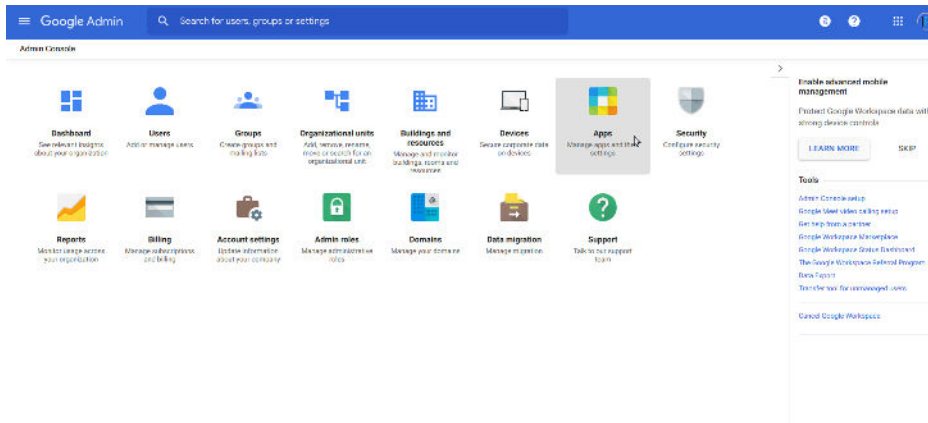 Google Admin
Search for users, groups or settings
Admin Console
Dashboard
See relevant insights
about your organization
Users
Add or manage users
Groups
Create groups and
mailing lists
Organizational units
Add, remove, rename,
move or search for an
organizational unit
Buildings and
resources
Manage and monitor
buildings, rooms and
resources
Devices
Secure corporate data
on devices
Apps
Manage apps and their
settings
Security
Configure security
settings
Reports
Monitor usage across
your organization
Billing
Manage subscriptions
and billing
Account settings
Update information
about your company
Admin roles
Manage administrative
roles
Domains
Manage your domains
Data migration
Manage migration
Support
Talk to our support
team
Enable advanced mobile
management
Protect Google Workspace data with
strong device controls
LEARN MORE
SKIP
Tools
Admin Console setup
Google Meet video calling setup
Get help from a partner
Google Workspace Marketplace
Google Workspace Status Dashboard
The Google Workspace Referral Program
Data Export
Transfer tool for unmanaged users
Cancel Google Workspace